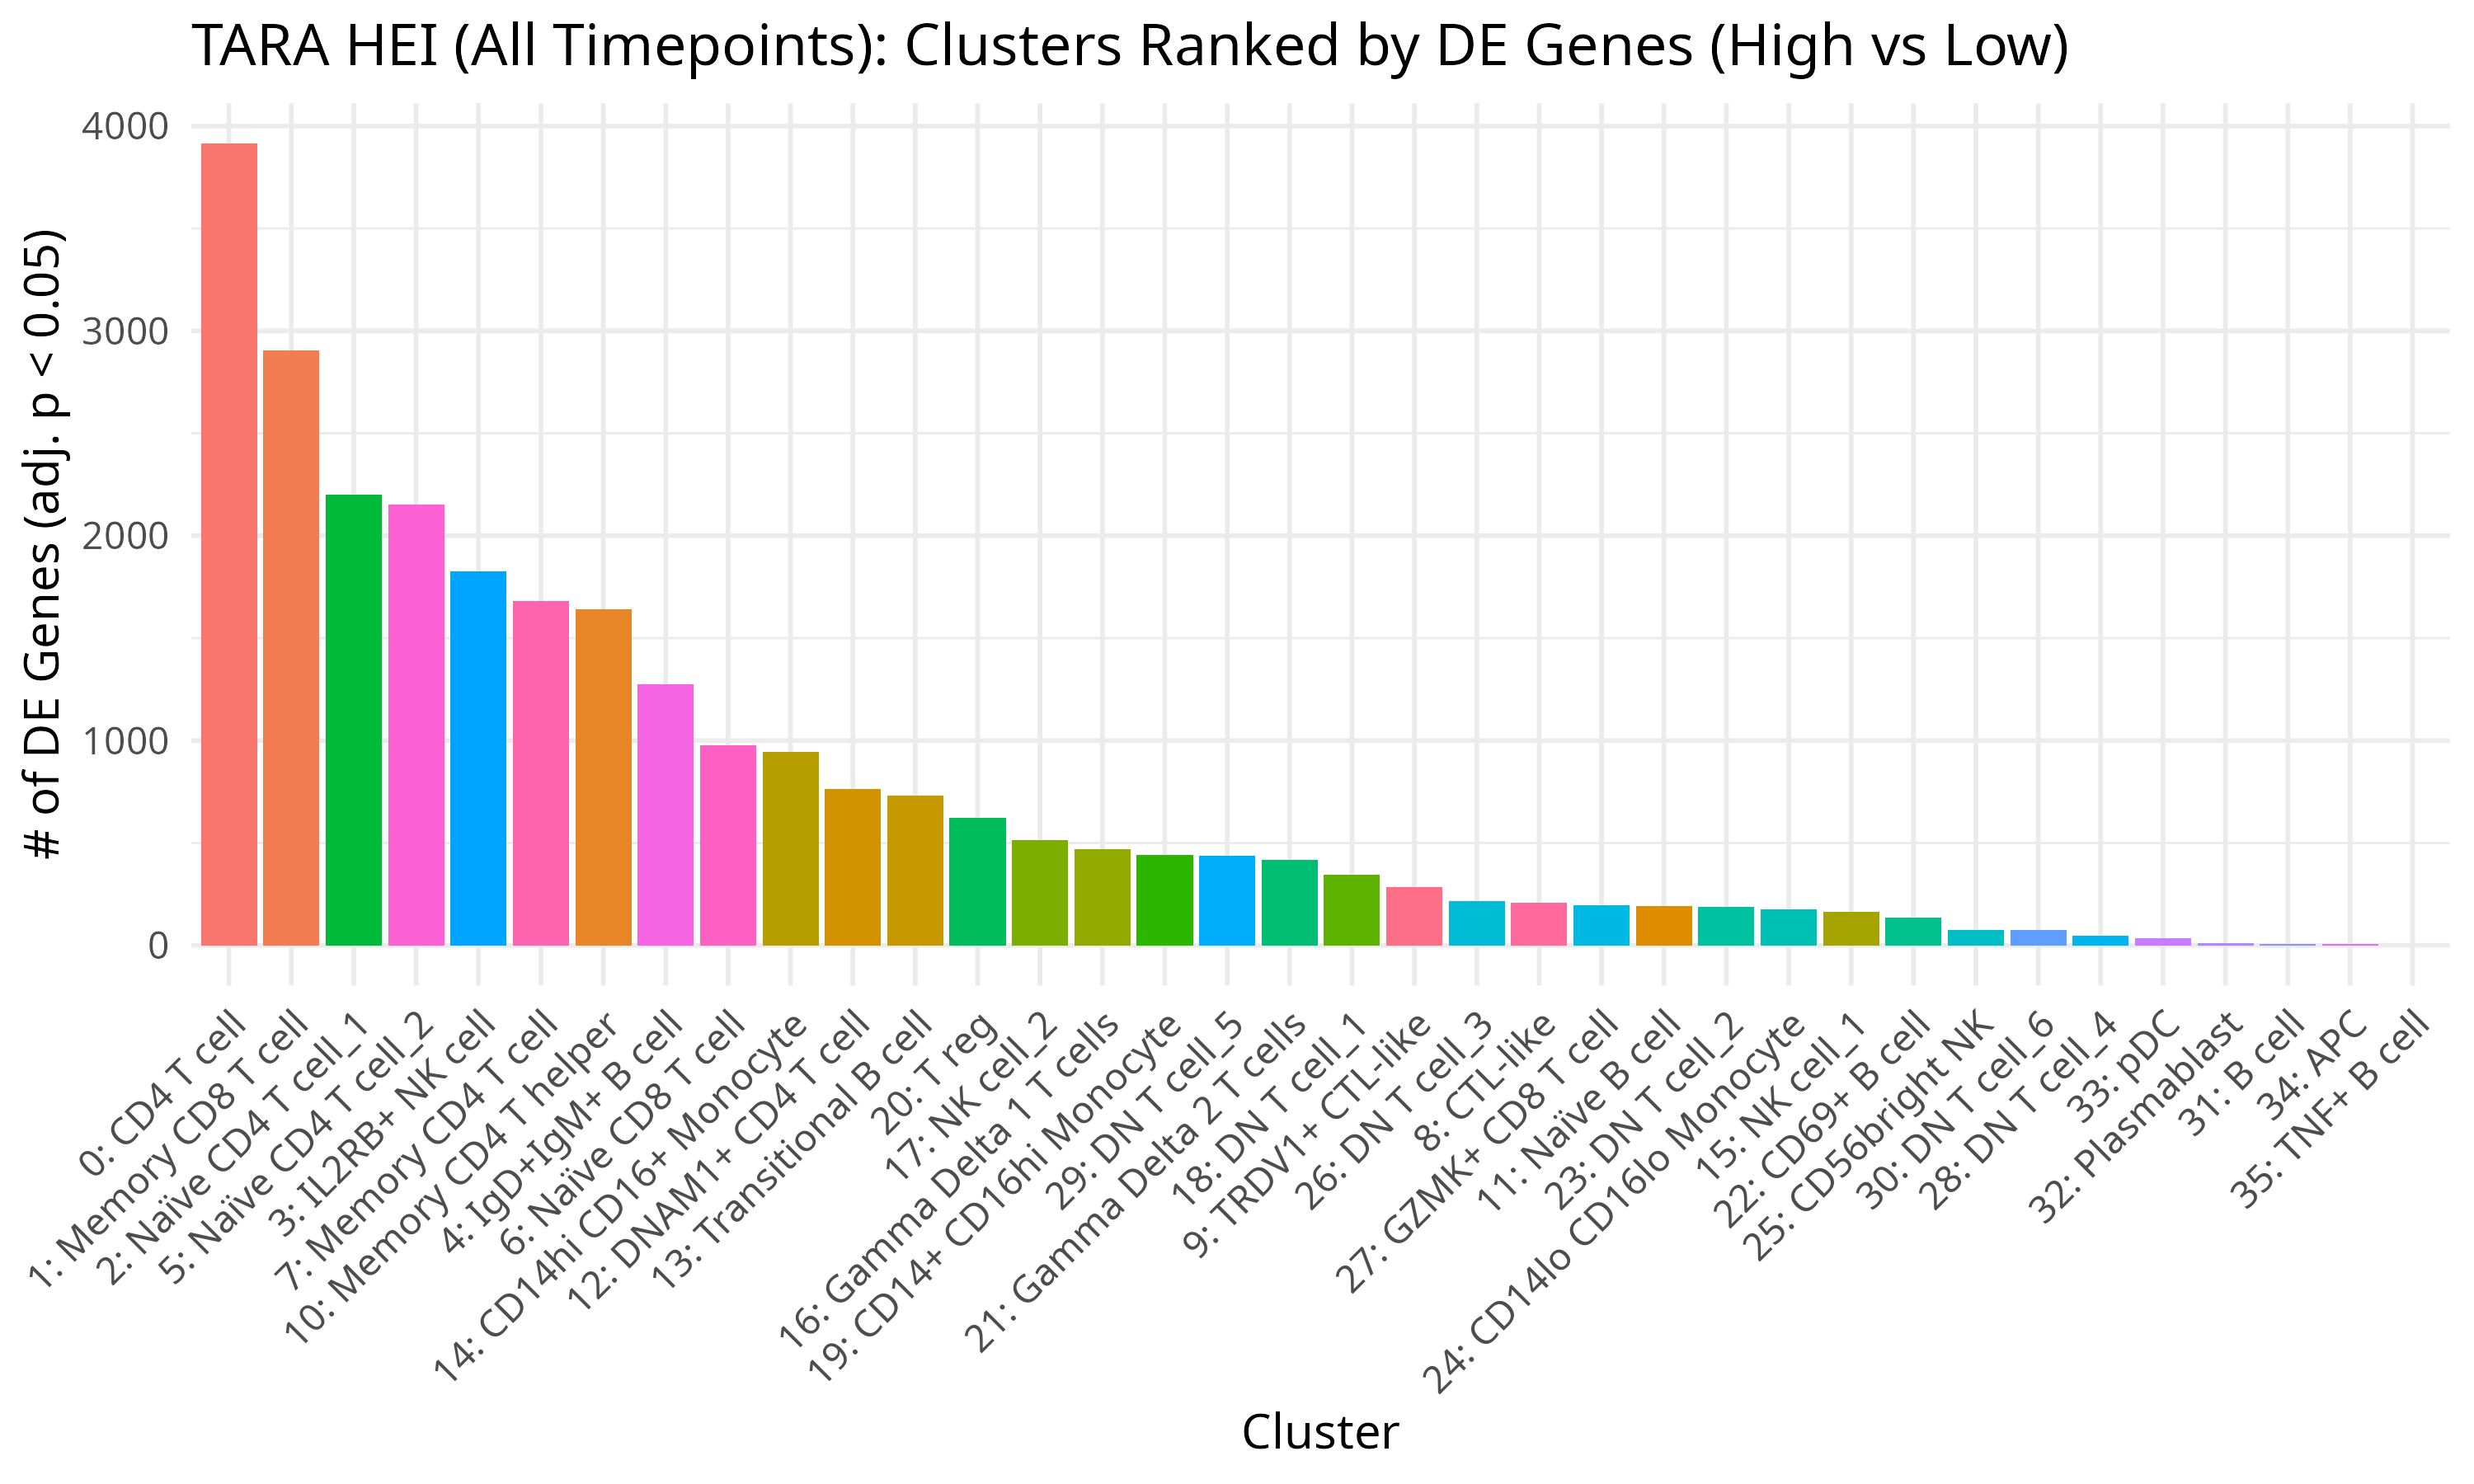 TARA HEI (All Timepoints): Clusters Ranked by DE Genes (High vs Low)
# of DE Genes (adj. p < 0.05)
4000
3000
2000
1000
0
0: CD4 T cell
1: Memory CD8 T cell
2: Naïve CD4 T cell_1
5: Naïve CD4 T cell_2
3: IL2RB+ NK cell
7: Memory CD4 T cell
10: Memory CD4 T helper
4: IgD+IgM+ B cell
6: Naïve CD8 T cell
14: CD14hi CD16+ Monocyte
12: DNAM1+ CD4 T cell
13: Transitional B cell
20: T reg
17: NK cell_2
16: Gamma Delta 1 T cells
19: CD14+ CD16hi Monocyte
29: DN T cell_5
21: Gamma Delta 2 T cells
18: DN T cell_1
9: TRDV1+ CTL-like
26: DN T cell_3
8: CTL-like
27: GZMK+ CD8 T cell
11: Naïve B cell
23: DN T cell_2
24: CD14lo CD16lo Monocyte
15: NK cell_1
22: CD69+ B cell
25: CD56bright NK
30: DN T cell_6
28: DN T cell_4
33: pDC
32: Plasmablast
31: B cell
34: APC
35: TNF+ B cell
Cluster